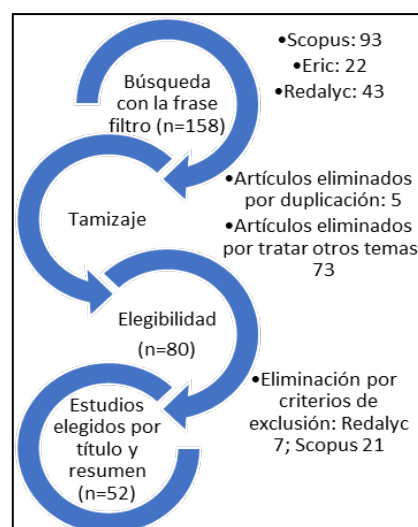 •Scopus: 93
•Eric: 22
•Redalyc: 43
Búsqueda
con la frase
filtro (n=158)
•Artículos eliminados
por duplicación: 5
•Artículos eliminados
por tratar otros temas
73
Tamizaje
Elegibilidad
(n=80)
•Eliminación por
criterios de
exclusión: Redalyc
7; Scopus 21
Estudios
elegidos por
título y
resumen
(n=52)